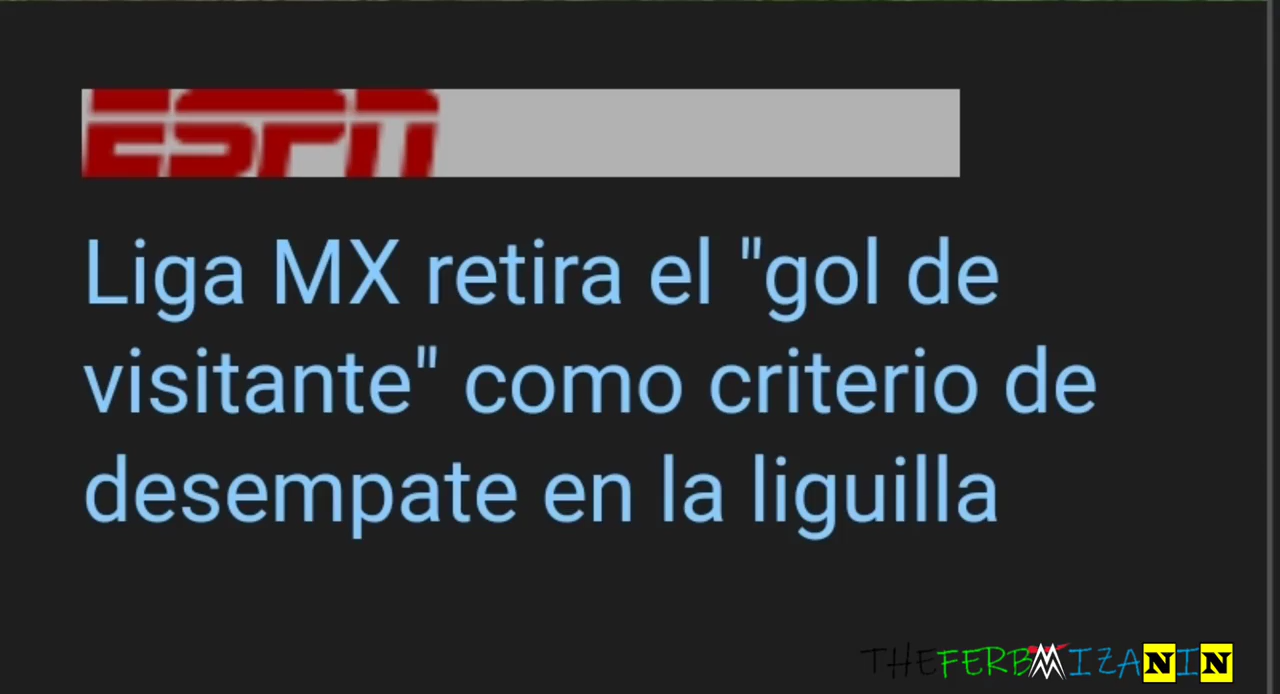 ESPN
Liga MX retira el "gol de
visitante" como criterio de
desempate en la liguilla
THEFERBMIZANIN